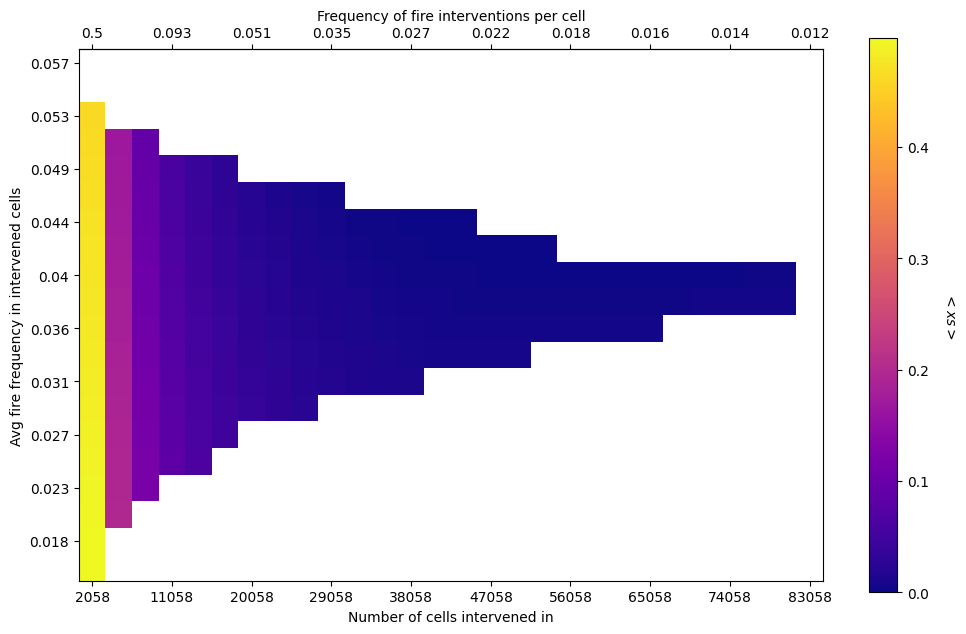 Frequency of fire interventions per cell
0.5 0.093 0.051 0.035 0.027 0.022 0.018 0.016 0.014 0.012
Avg fire frequency in intervened cells
0.057
0.053
0.049
0.044
0.04
0.036
0.031
0.027
0.023
0.018
2058 11058 20058 29058 38058 47058 56058 65058 74058 83058
Number of cells intervened in
0.4
0.3
0.2
0.1
0.0
< xs >